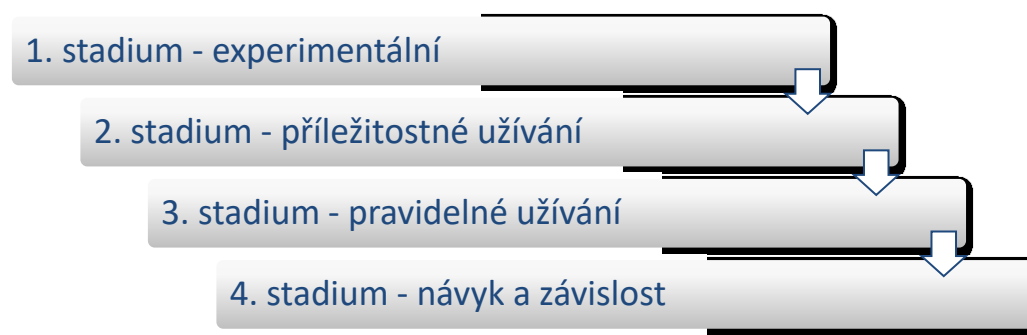 1. stadium - experimentální
2. stadium - příležitostné užívání
3. stadium - pravidelné užívání
4. stadium - návyk a závislost